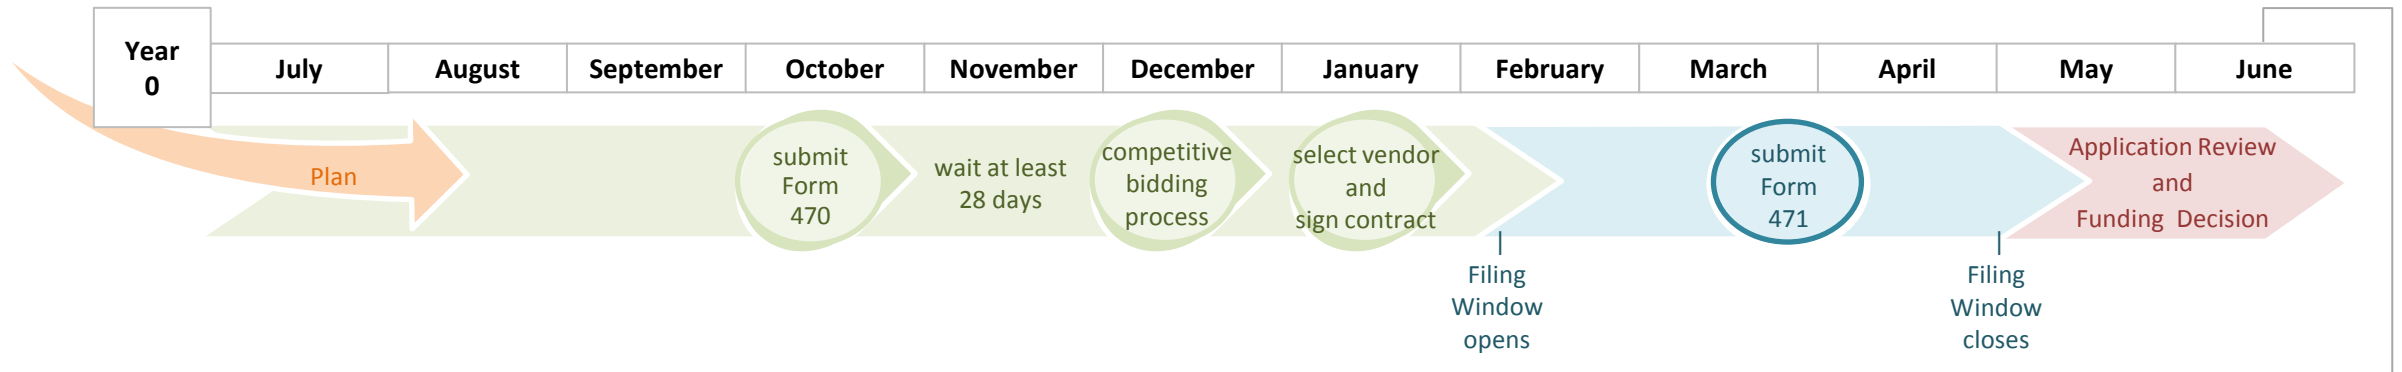 Year
0
July
August
September
October
November
December
January
February
March
April
May
June
Plan
submit
Form
470
wait at least
28 days
competitive
bidding
process
select vendor
and
sign contract
submit
Form
471
Application Review
and
Funding Decision
Filing
Window
opens
Filing
Window
closes